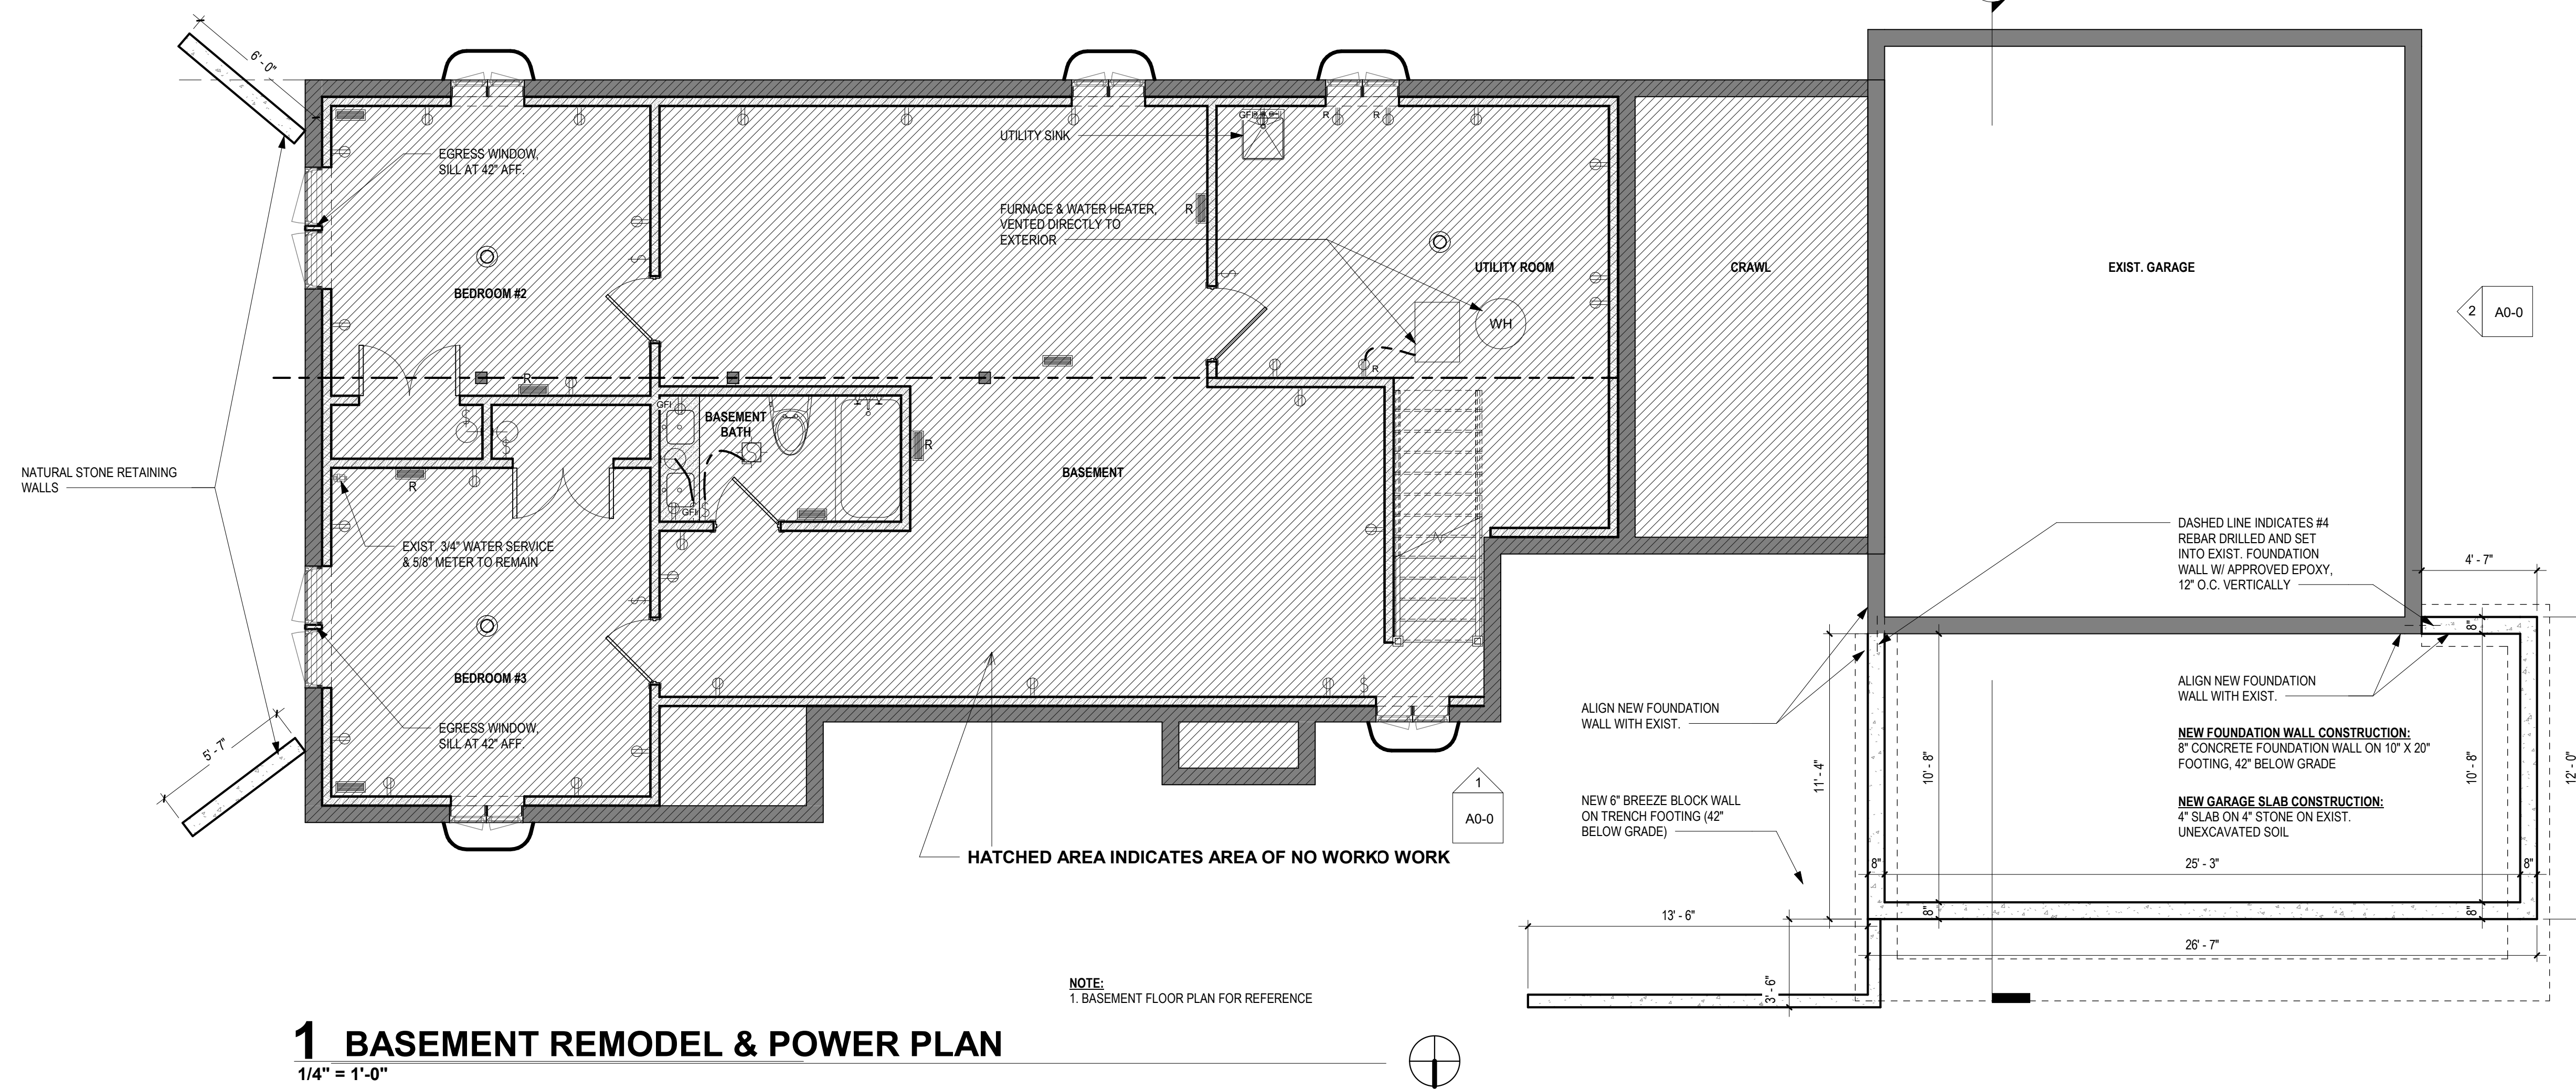 6' - 0"
EGRESS WINDOW,
SILL AT 42" AFF.
BEDROOM #2
UTILITY SINK
GFI
R
R
FURNACE & WATER HEATER,
VENTED DIRECTLY TO
EXTERIOR
R
UTILITY ROOM
WH
R
CRAWL
EXIST. GARAGE
2
A0-0
R
GFI
BASEMENT
BATH
GFI
R
BASEMENT
NATURAL STONE RETAINING
WALLS
R
EXIST. 3/4" WATER SERVICE
& 5/8" METER TO REMAIN
BEDROOM #3
EGRESS WINDOW,
SILL AT 42" AFF.
5' - 7"
DASHED LINE INDICATES #4
REBAR DRILLED AND SET
INTO EXIST. FOUNDATION
WALL W/ APPROVED EPOXY,
12" O.C. VERTICALLY
4' - 7"
8"
ALIGN NEW FOUNDATION
WALL WITH EXIST.
ALIGN NEW FOUNDATION
WALL WITH EXIST.
NEW FOUNDATION WALL CONSTRUCTION:
8" CONCRETE FOUNDATION WALL ON 10" X 20"
FOOTING, 42" BELOW GRADE
NEW GARAGE SLAB CONSTRUCTION:
4" SLAB ON 4" STONE ON EXIST.
UNEXCAVATED SOIL
11' - 4"
10' - 8"
10' - 8"
12' - 0"
1
A0-0
NEW 6" BREEZE BLOCK WALL
ON TRENCH FOOTING (42"
BELOW GRADE)
HATCHED AREA INDICATES AREA OF NO WORKO WORK
8"
25' - 3"
8"
8"
8"
13' - 6"
26' - 7"
3' - 6"
NOTE:
1. BASEMENT FLOOR PLAN FOR REFERENCE
1 BASEMENT REMODEL & POWER PLAN
1/4" = 1'-0"